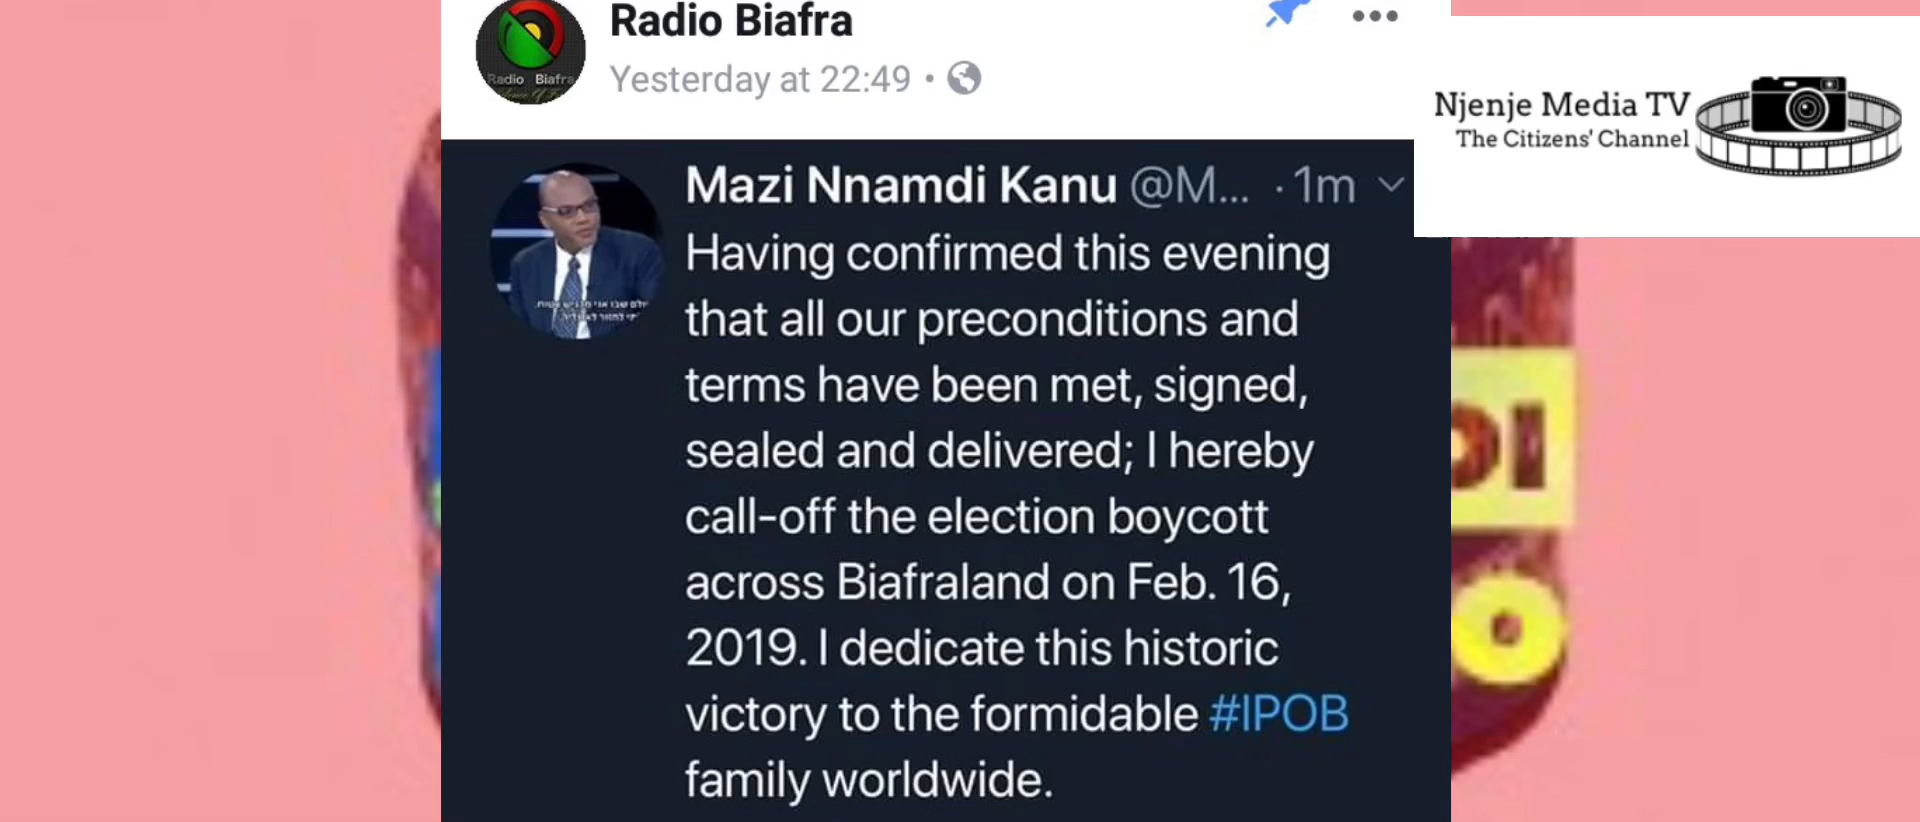 Radio Biafra
Yesterday at 22:49 •
Radio Biafra
Njenje Media TV
The Citizens' Channel
Mazi Nnamdi Kanu @M... · 1m
Having confirmed this evening
that all our preconditions and
terms have been met, signed,
sealed and delivered; I hereby
call-off the election boycott
across Biafraland on Feb. 16,
2019. I dedicate this historic
victory to the formidable #IPOB
family worldwide.